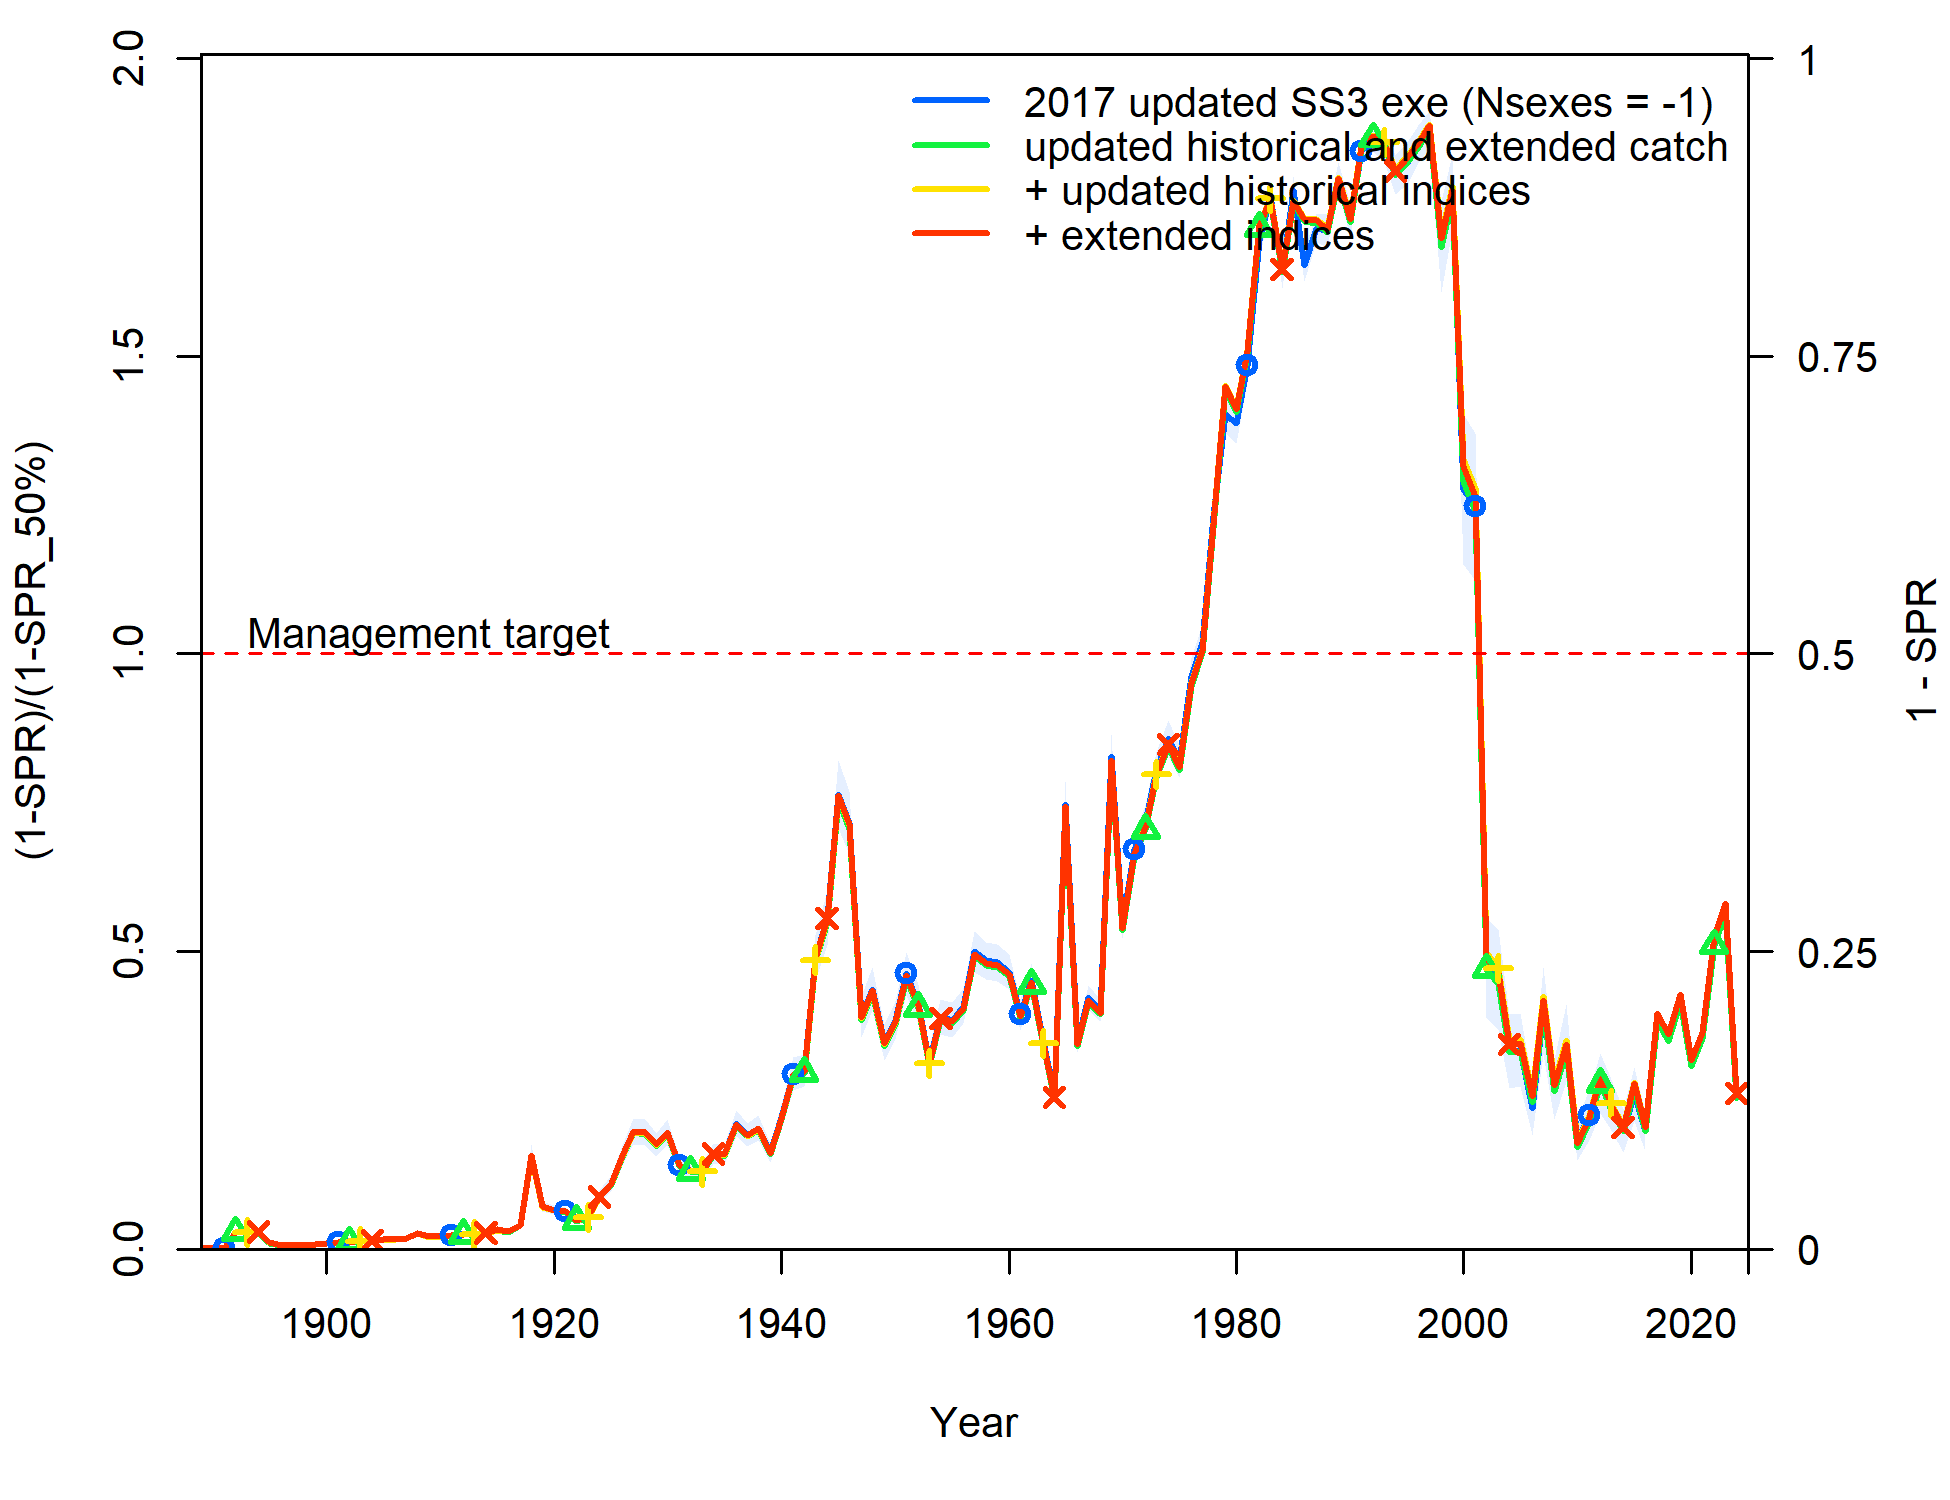 2017 updated SS3 exe (Nsexes = -1)
updated historical and extended catch
+ updated historical indices
+ extended indices
Management target
(1-SPR)/(1-SPR_50%)
2.0
1.5
1.0
0.5
0.0
1
0.75
0.5
0.25
0
1 - SPR
1900 1920 1940 1960 1980 2000 2020
Year